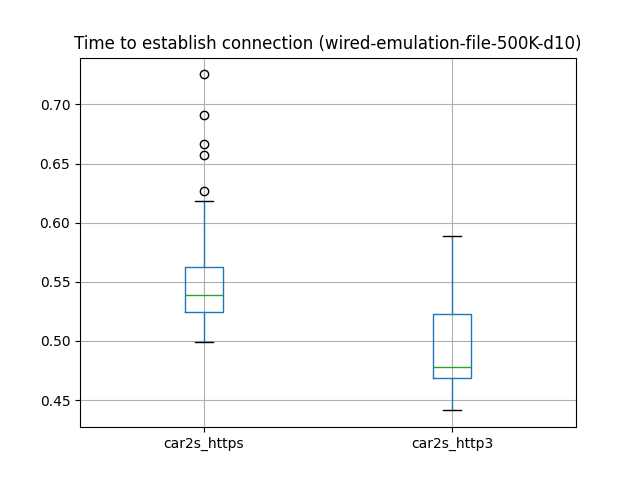 Time to establish connection (wired-emulation-file-500K-d10)
0.70
0.65
0.60
0.55
0.50
0.45
car2s_https
car2s_http3